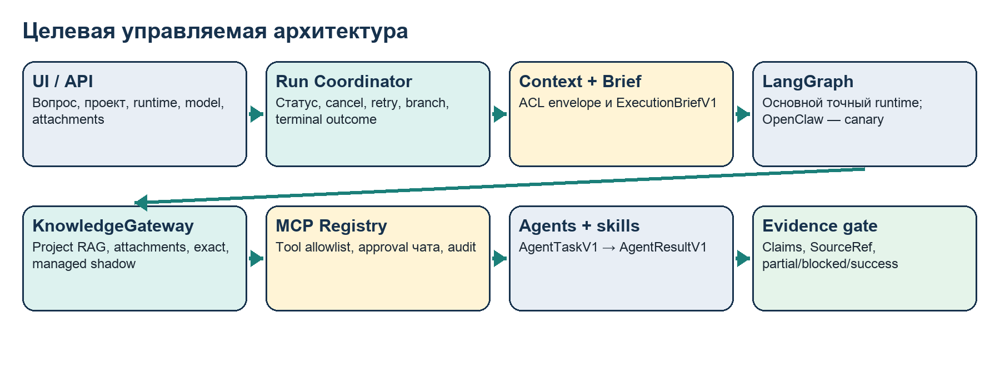 Целевая управляемая архитектура
UI / API
Вопрос, проект, runtime, model,
attachments
Run Coordinator
Статус, cancel, retry, branch,
terminal outcome
Context + Brief
ACL envelope и ExecutionBriefV1
LangGraph
Основной точный runtime;
OpenClaw — canary
KnowledgeGateway
Project RAG, attachments, exact,
managed shadow
MCP Registry
Tool allowlist, approval чата, audit
Agents + skills
AgentTaskV1 → AgentResultV1
Evidence gate
Claims, SourceRef,
partial/blocked/success